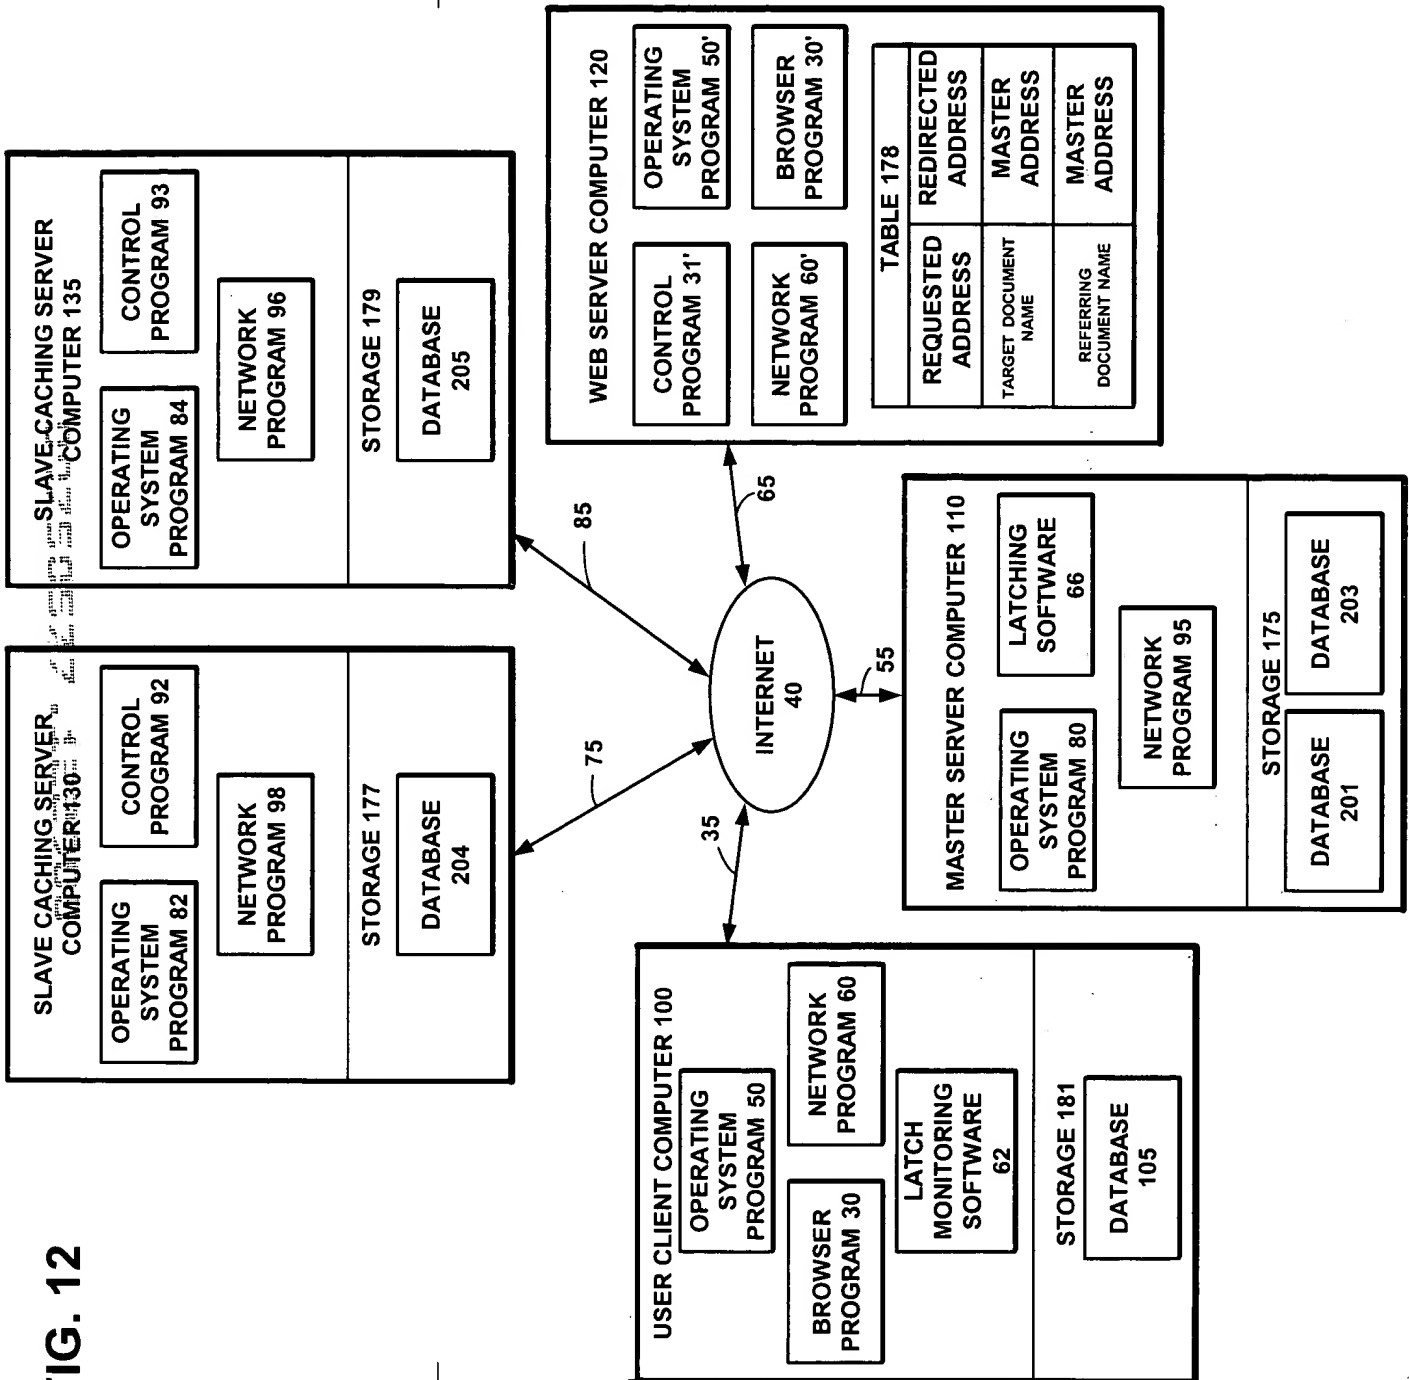 FIG. 12
SLAVE CACHING SERVER
COMPUTER 130
OPERATING
SYSTEM
PROGRAM 82
CONTROL
PROGRAM 92
NETWORK
PROGRAM 98
STORAGE 177
DATABASE
204
SLAVE CACHING SERVER
COMPUTER 135
OPERATING
SYSTEM
PROGRAM 84
CONTROL
PROGRAM 93
NETWORK
PROGRAM 96
STORAGE 179
DATABASE
205
75
85
USER CLIENT COMPUTER 100
OPERATING
SYSTEM
PROGRAM 50
BROWSER
PROGRAM 30
NETWORK
PROGRAM 60
LATCH
MONITORING
SOFTWARE
62
STORAGE 181
DATABASE
105
35
INTERNET
40
65
55
WEB SERVER COMPUTER 120
CONTROL
PROGRAM 31'
OPERATING
SYSTEM
PROGRAM 50'
NETWORK
PROGRAM 60'
BROWSER
PROGRAM 30'
TABLE 178
REQUESTED
ADDRESS
REDIRECTED
ADDRESS
TARGET DOCUMENT
NAME
MASTER
ADDRESS
REFERRING
DOCUMENT NAME
MASTER
ADDRESS
MASTER SERVER COMPUTER 110
OPERATING
SYSTEM
PROGRAM 80
LATCHING
SOFTWARE
66
NETWORK
PROGRAM 95
STORAGE 175
DATABASE
201
DATABASE
203